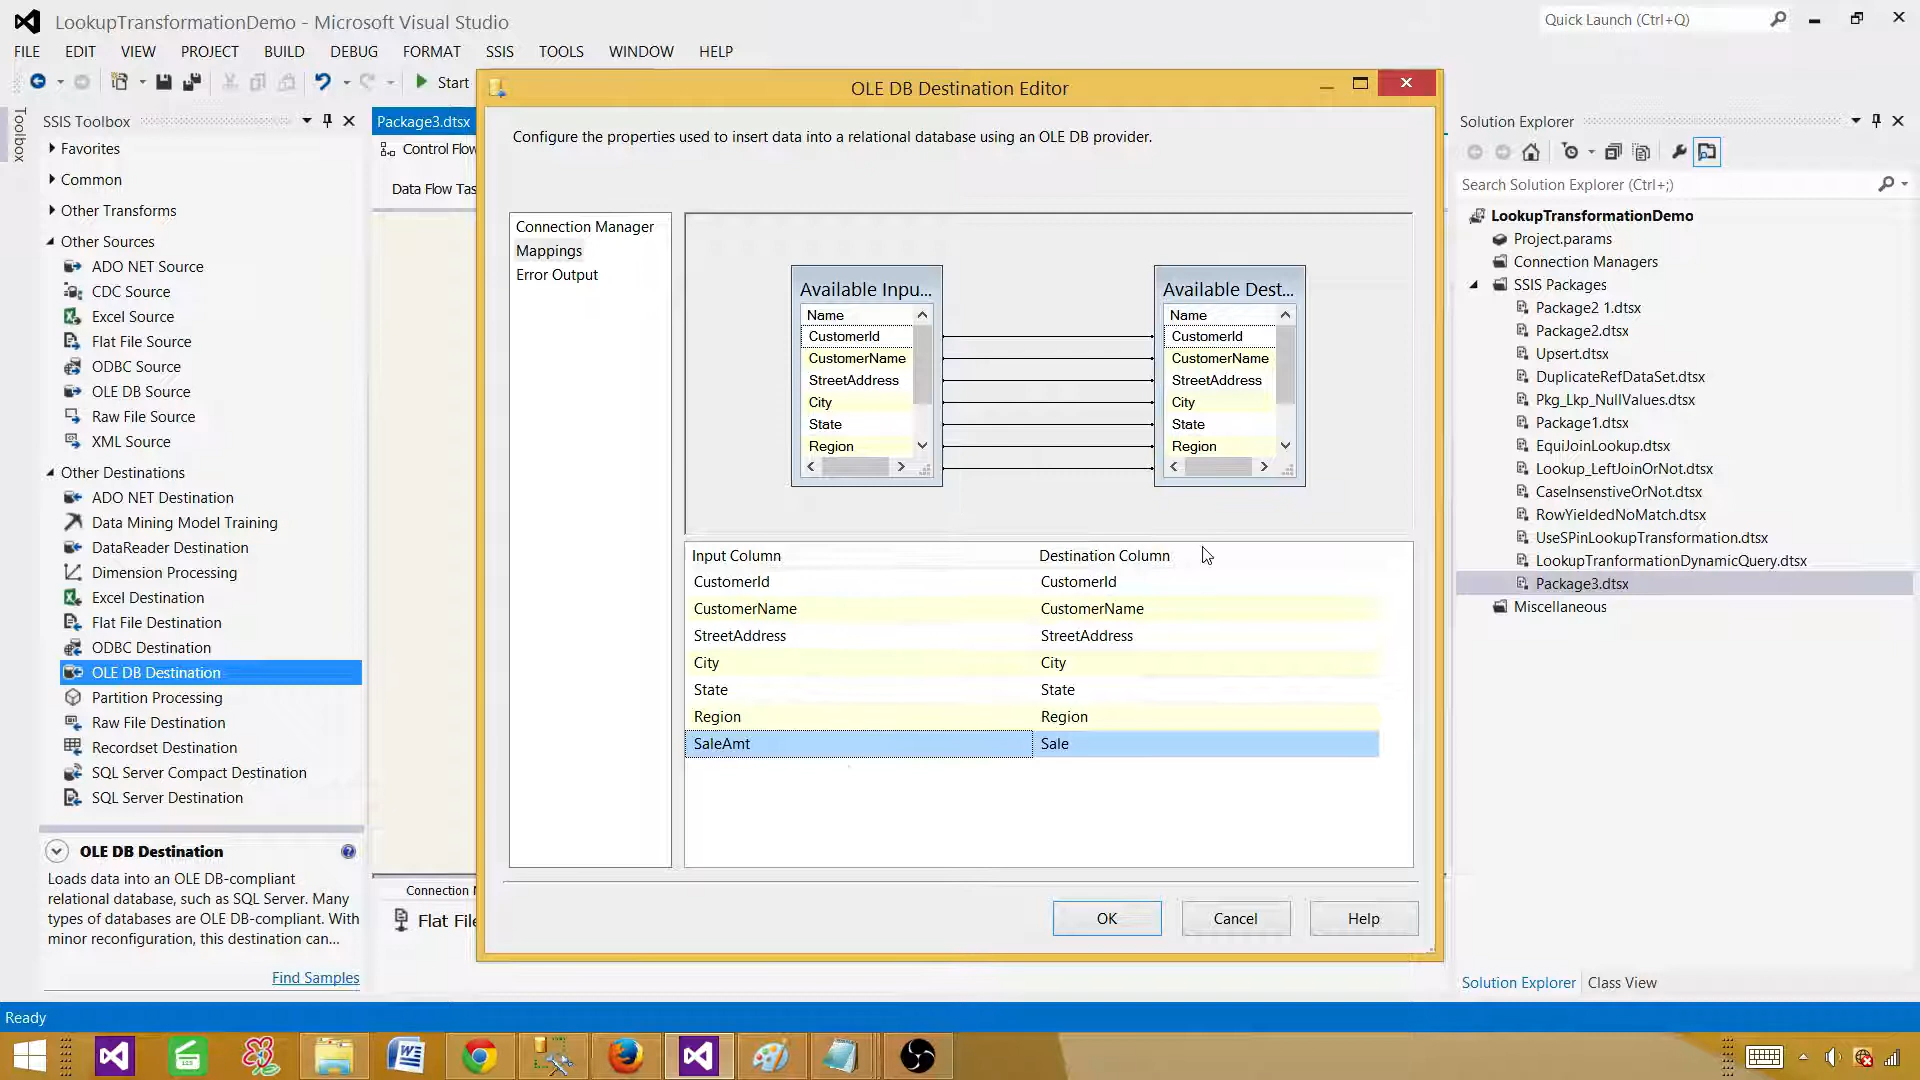 LookupTransformationDemo - Microsoft Visual Studio
Quick Launch (Ctrl+Q)
FILE EDIT VIEW PROJECT BUILD DEBUG FORMAT SSIS TOOLS WINDOW HELP
Start
Toolbox
SSIS Toolbox
Favorites
Common
Other Transforms
Other Sources
ADO NET Source
CDC Source
Excel Source
Flat File Source
ODBC Source
OLE DB Source
Raw File Source
XML Source
Other Destinations
ADO NET Destination
Data Mining Model Training
DataReader Destination
Dimension Processing
Excel Destination
Flat File Destination
ODBC Destination
OLE DB Destination
Partition Processing
Raw File Destination
Recordset Destination
SQL Server Compact Destination
SQL Server Destination
OLE DB Destination
Loads data into an OLE DB-compliant
relational database, such as SQL Server. Many
types of databases are OLE DB-compliant. With
minor reconfiguration, this destination can...
Find Samples
Package3.dtsx
Control Flow
Data Flow Tas
Connection
Flat File
OLE DB Destination Editor
Configure the properties used to insert data into a relational database using an OLE DB provider.
Connection Manager
Mappings
Error Output
Available Inpu...
Name
CustomerId
CustomerName
StreetAddress
City
State
Region
Available Dest...
Name
CustomerId
CustomerName
StreetAddress
City
State
Region
Input Column Destination Column
CustomerId CustomerId
CustomerName CustomerName
StreetAddress StreetAddress
City City
State State
Region Region
SaleAmt Sale
OK Cancel Help
Solution Explorer
Search Solution Explorer (Ctrl+;)
LookupTransformationDemo
Project.params
Connection Managers
SSIS Packages
Package2 1.dtsx
Package2.dtsx
Upsert.dtsx
DuplicateRefDataSet.dtsx
Pkg_Lkp_NullValues.dtsx
Package1.dtsx
EquiJoinLookup.dtsx
Lookup_LeftJoinOrNot.dtsx
CaseInsenstiveOrNot.dtsx
RowYieldedNoMatch.dtsx
UseSPinLookupTransformation.dtsx
LookupTranformationDynamicQuery.dtsx
Package3.dtsx
Miscellaneous
Solution Explorer Class View
Ready